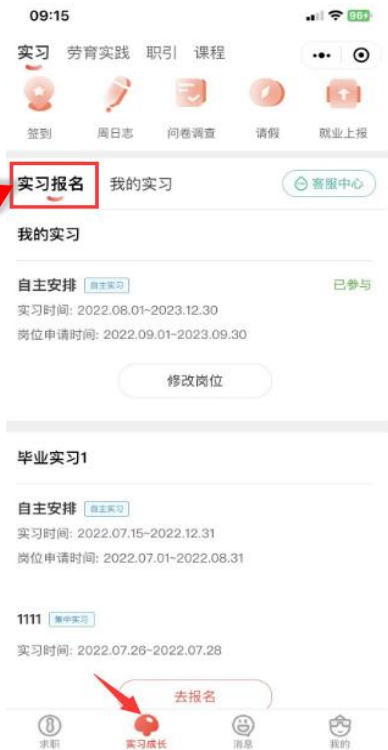 09:15
96
实习 劳育实践 职引 课程
签到 周日志 问卷调查 请假 就业上报
实习报名 我的实习 客服中心
我的实习
自主安排 自主实习 已参与
实习时间: 2022.08.01~2023.12.30
岗位申请时间: 2022.09.01~2023.09.30
修改岗位
毕业实习1
自主安排 自主实习
实习时间: 2022.07.15~2022.12.31
岗位申请时间: 2022.07.01~2022.08.31
1111 集中实习
实习时间: 2022.07.26~2022.07.28
去报名
求职 实习成长 消息 我的